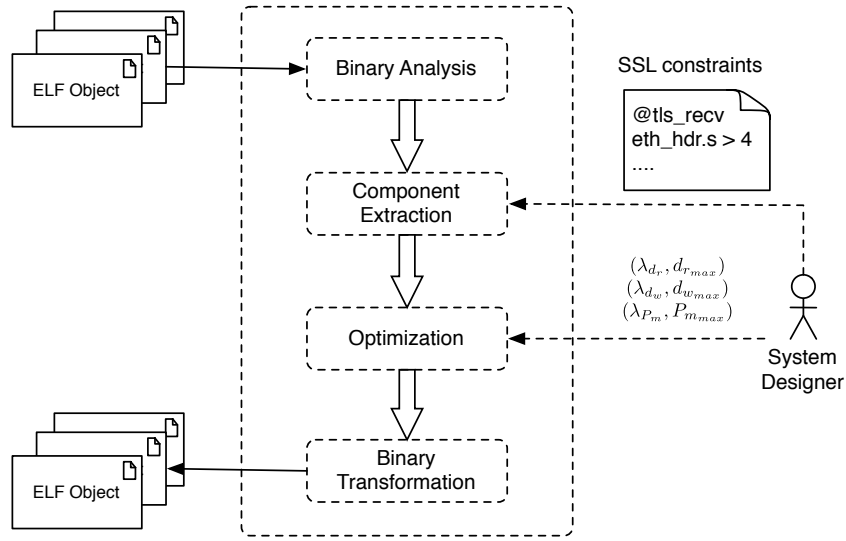 ELF Object
Binary Analysis
SSL constraints
@tls_recv
eth_hdr.s > 4
....
Component
Extraction
(λ_{d_r}, d_{r_{max}})
(λ_{d_w}, d_{w_{max}})
(λ_{P_m}, P_{m_{max}})
Optimization
System
Designer
Binary
Transformation
ELF Object